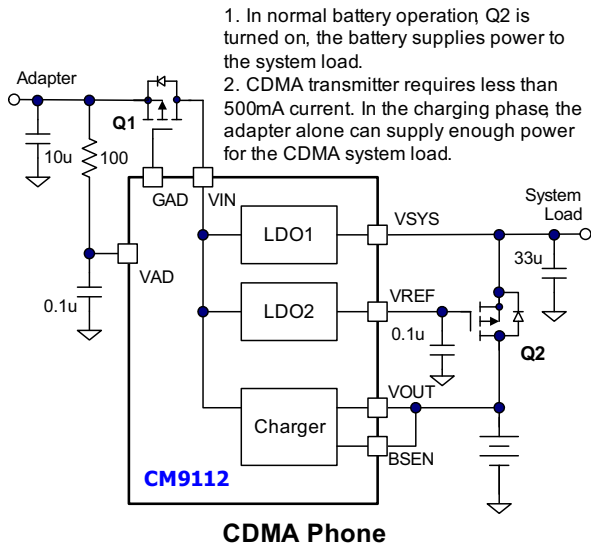 1. In normal battery operation, Q2 is
turned on, the battery supplies power to
the system load.
2. CDMA transmitter requires less than
500mA current. In the charging phase, the
adapter alone can supply enough power
for the CDMA system load.
Adapter
Q1
10u
100
GAD
VIN
System
Load
LDO1
VSYS
VAD
33u
0.1u
LDO2
VREF
0.1u
Q2
VOUT
Charger
BSEN
CM9112
CDMA Phone